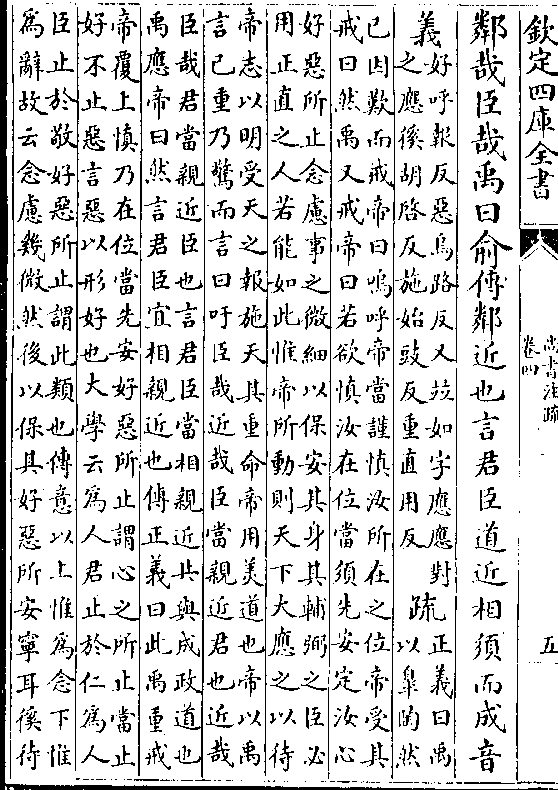 欽定四庫全書
尚書注疏
卷四
五
鄰哉臣哉禹曰俞傳鄰近也言君臣道近相須而成音
義好呼報反惡烏路反又竝如字應應對
之應徯胡啓反施始豉反重直用反
疏正義曰禹
以皐陶然
已因歎而戒帝曰嗚呼帝當謹慎汝所在之位帝受其
戒曰然禹又戒帝曰若欲慎汝在位當須先安定汝心
好惡所止念慮事之微細以保安其身其輔弼之臣必
用正直之人若能如此惟帝所動則天下大應之以待
帝志以明受天之報施天其重命帝用美道也帝以禹
言已重乃驚而言曰吁臣哉近哉臣當親近君也近哉
臣哉君當親近臣也言君臣當相親近共與成政道也
禹應帝曰然言君臣宜相親近也傳正義曰此禹重戒
帝覆上慎乃在位當先安好惡所止謂心之所止當止
好不止惡言惡以形好也大學云為人君止於仁為人
臣止於敬好惡所止謂此類也傳意以上惟為念下惟
為辭故云念慮幾微然後以保其好惡所安寧耳徯待